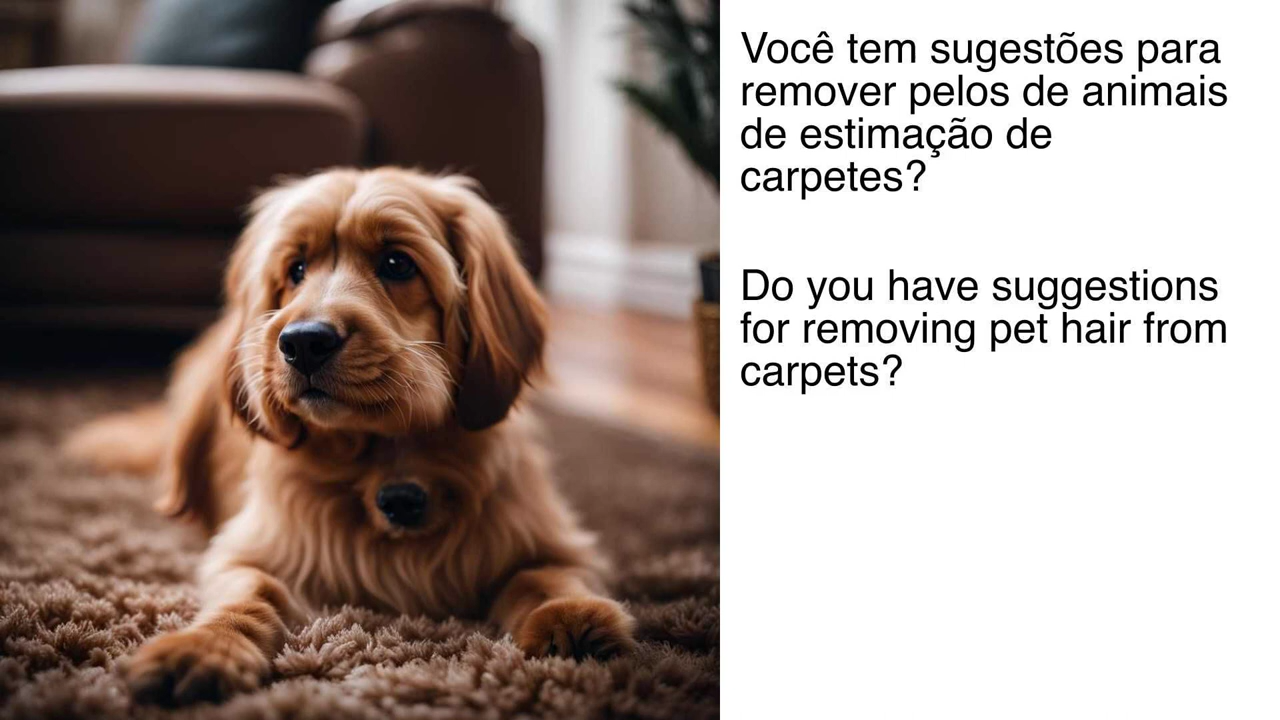 Você tem sugestões para
remover pelos de animais
de estimação de
carpetes?
Do you have suggestions
for removing pet hair from
carpets?